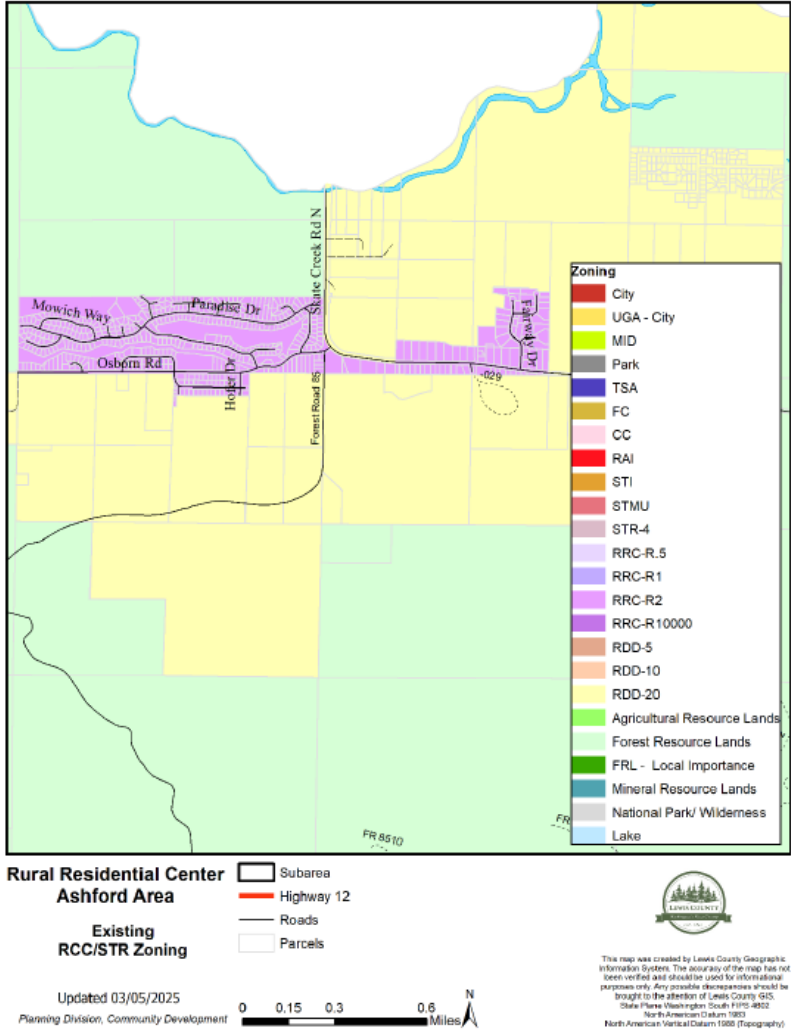 Skate Creek Rd N
Mowich Way
Paradise Dr
Fairway Dr
Osborn Rd
Hofer Dr
Forest Road 85
-029
FR 8510
FR
Zoning
City
UGA - City
MID
Park
TSA
FC
CC
RAI
STI
STMU
STR-4
RRC-R.5
RRC-R1
RRC-R2
RRC-R10000
RDD-5
RDD-10
RDD-20
Agricultural Resource Lands
Forest Resource Lands
FRL - Local Importance
Mineral Resource Lands
National Park/ Wilderness
Lake
Rural Residential Center
Ashford Area
Existing
RCC/STR Zoning
Updated 03/05/2025
Planning Division, Community Development
Subarea
Highway 12
Roads
Parcels
0 0.15 0.3 0.6
Miles
N
LEWIS COUNTY
This map was created by Lewis County Geographic
Information System. The accuracy of the map has not
been verified and should be used for informational
purposes only. Any possible discrepancies should be
brought to the attention of Lewis County GIS.
State Plane Washington South FIPS 4602
North American Datum 1983
North American Vertical Datum 1988 (Topography)